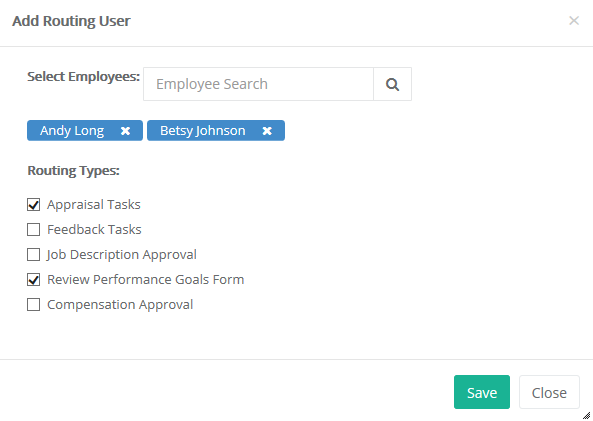 Add Routing User ×
Select Employees: Employee Search
Andy Long × Betsy Johnson ×
Routing Types:
Appraisal Tasks
Feedback Tasks
Job Description Approval
Review Performance Goals Form
Compensation Approval
Save Close